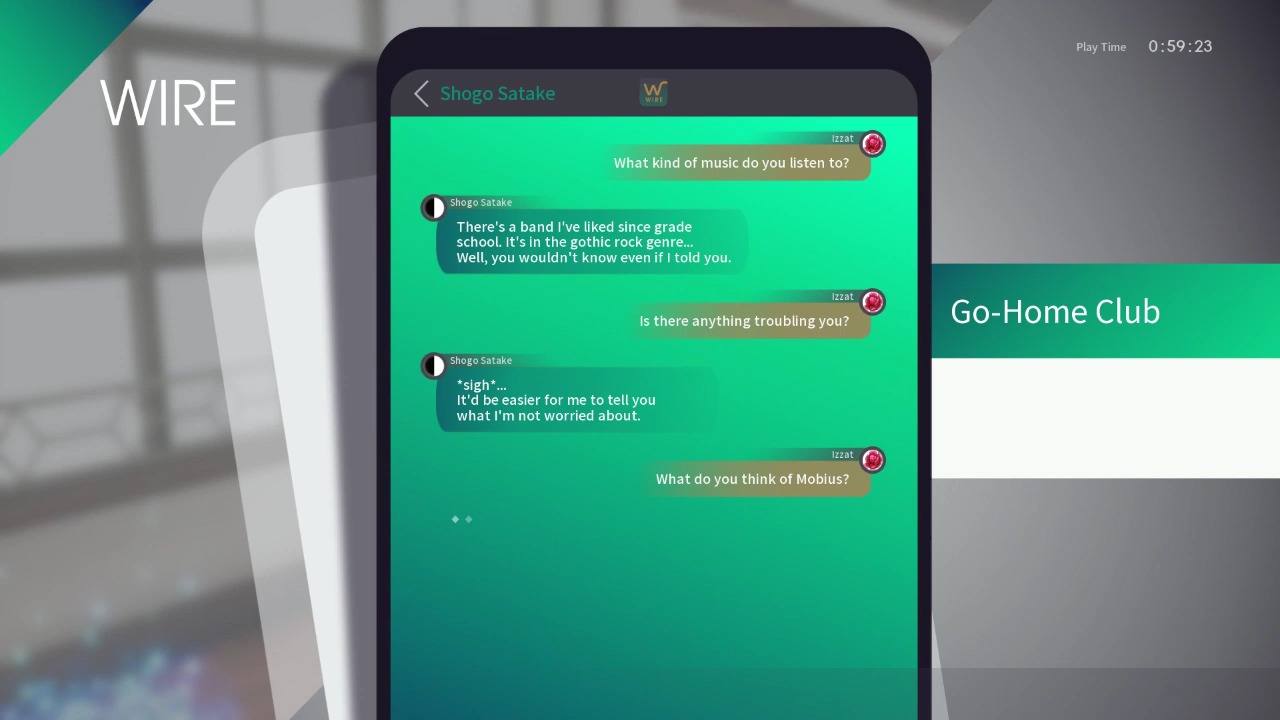 WIRE
Play Time 0:59:23
Shogo Satake
W
WIRE
Izzat
What kind of music do you listen to?
Shogo Satake
There's a band I've liked since grade
school. It's in the gothic rock genre...
Well, you wouldn't know even if I told you.
Izzat
Is there anything troubling you?
Shogo Satake
*sigh*...
It'd be easier for me to tell you
what I'm not worried about.
Izzat
What do you think of Mobius?
Go-Home Club